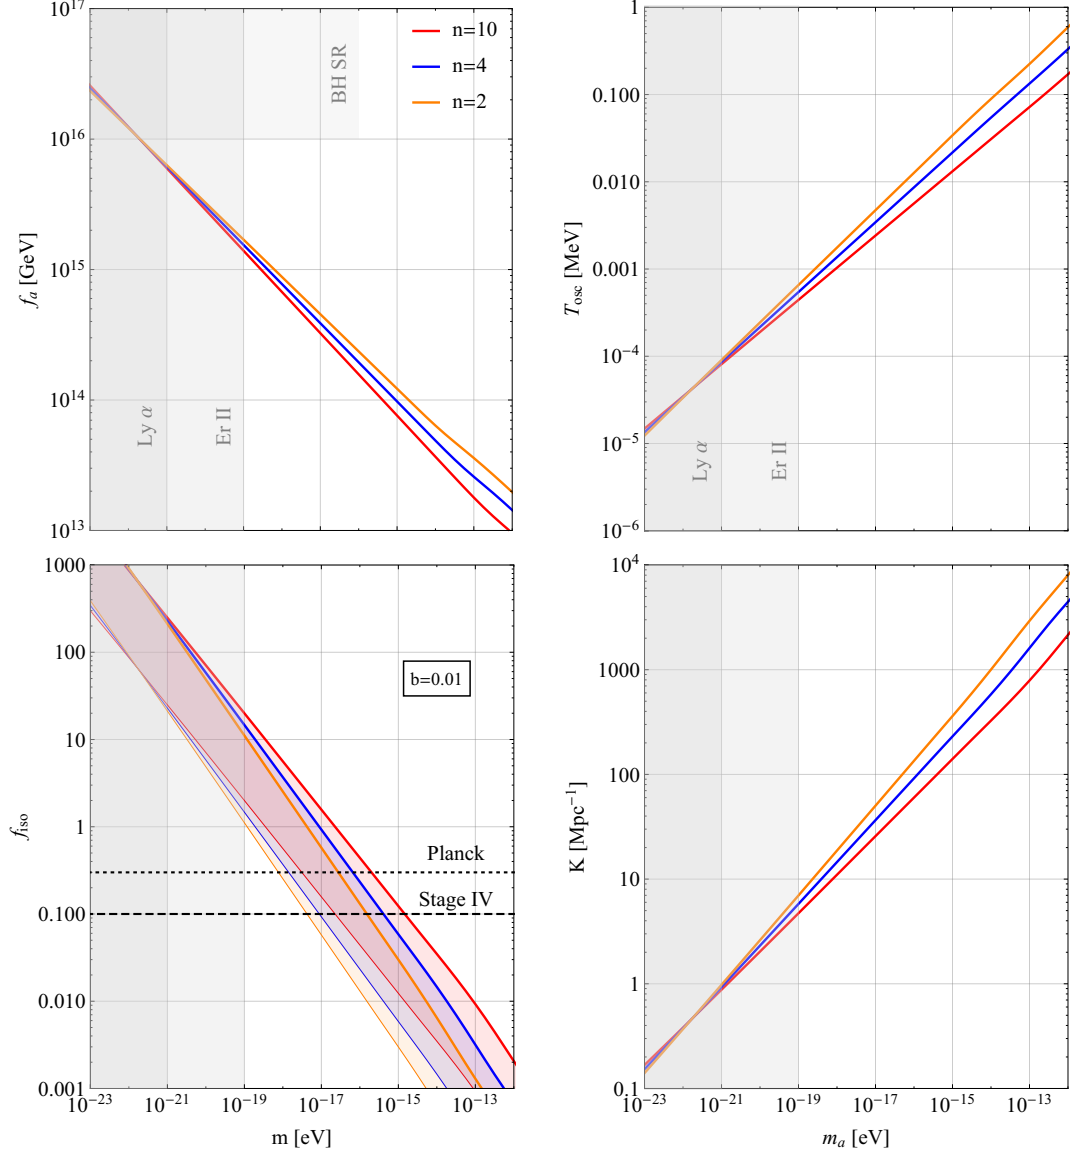 10^17
10^16
10^15
10^14
10^13
f_a [GeV]
Ly α
Er II
BH SR
n=10
n=4
n=2
1
0.100
0.010
0.001
10^−4
10^−5
10^−6
T_osc [MeV]
Ly α
Er II
1000
100
10
1
0.100
0.010
0.001
f_iso
b=0.01
Planck
Stage IV
10^−23 10^−21 10^−19 10^−17 10^−15 10^−13
m [eV]
10^4
1000
100
10
1
0.1
K [Mpc^−1]
10^−23 10^−21 10^−19 10^−17 10^−15 10^−13
m_a [eV]